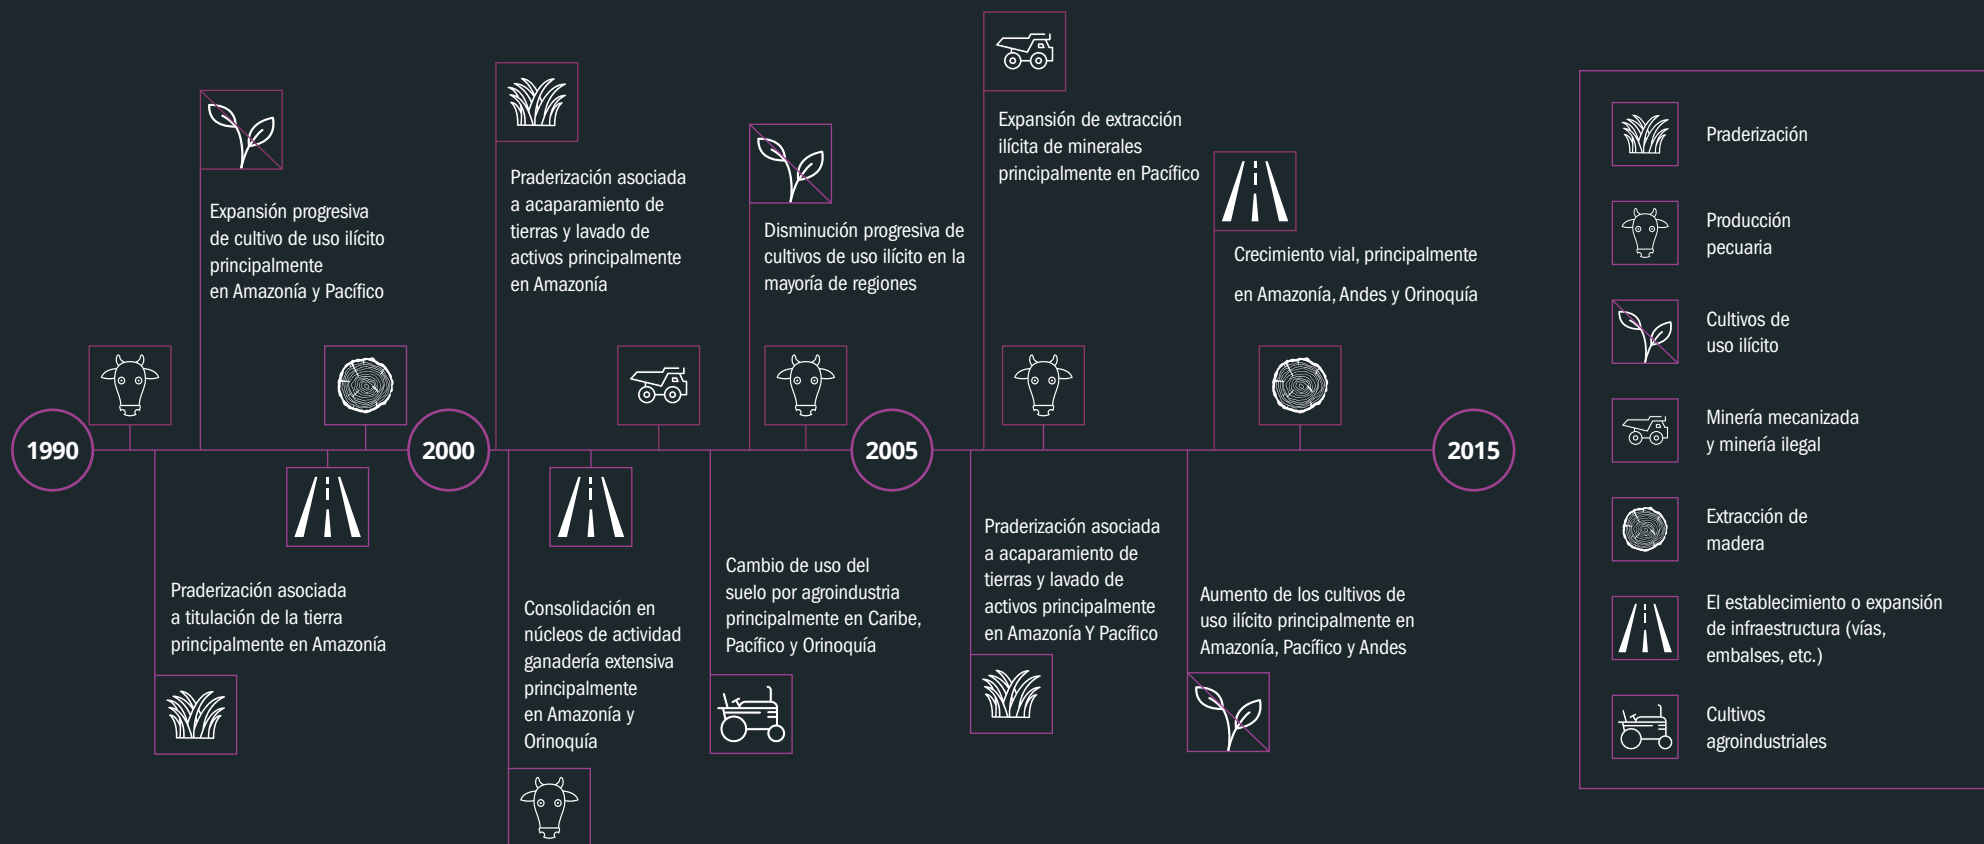 Expansión progresiva
de cultivo de uso ilícito
principalmente
en Amazonía y Pacífico
Praderización asociada
a acaparamiento de
tierras y lavado de
activos principalmente
en Amazonía
Disminución progresiva de
cultivos de uso ilícito en la
mayoría de regiones
Expansión de extracción
ilícita de minerales
principalmente en Pacífico
Crecimiento vial, principalmente
en Amazonía, Andes y Orinoquía
1990
2000
2005
2015
Praderización asociada
a titulación de la tierra
principalmente en Amazonía
Consolidación en
núcleos de actividad
ganadería extensiva
principalmente
en Amazonía y
Orinoquía
Cambio de uso del
suelo por agroindustria
principalmente en Caribe,
Pacífico y Orinoquía
Praderización asociada
a acaparamiento de
tierras y lavado de
activos principalmente
en Amazonía Y Pacífico
Aumento de los cultivos de
uso ilícito principalmente en
Amazonía, Pacífico y Andes
Praderización
Producción
pecuaria
Cultivos de
uso ilícito
Minería mecanizada
y minería ilegal
Extracción de
madera
El establecimiento o expansión
de infraestructura (vías,
embalses, etc.)
Cultivos
agroindustriales